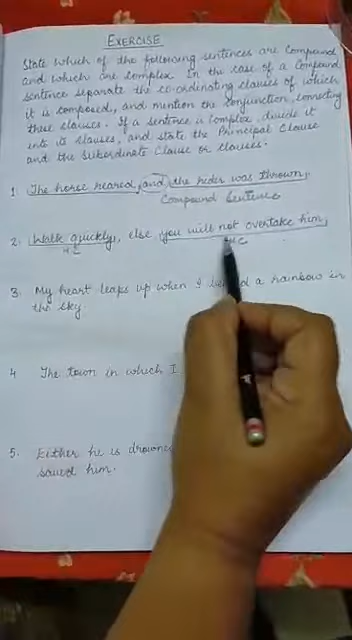 EXERCISE
State which of the following sentences are Compound
and which are complex. In the case of a Compound
sentence separate the co-ordinating clauses of which
it is composed, and mention the conjunction, connecting
these clauses. If a sentence is complex, divide it
into its clauses, and state the Principal Clause
and the Subordinate Clause or clauses.
1 The horse reared, and the rider was thrown,
Compound Sentence
2. Walk quickly, else you will not overtake him,
MC MC
3. My heart leaps up when I a rainbow in
the sky
4 The town in which I
5. Either he is drowned
saved him.